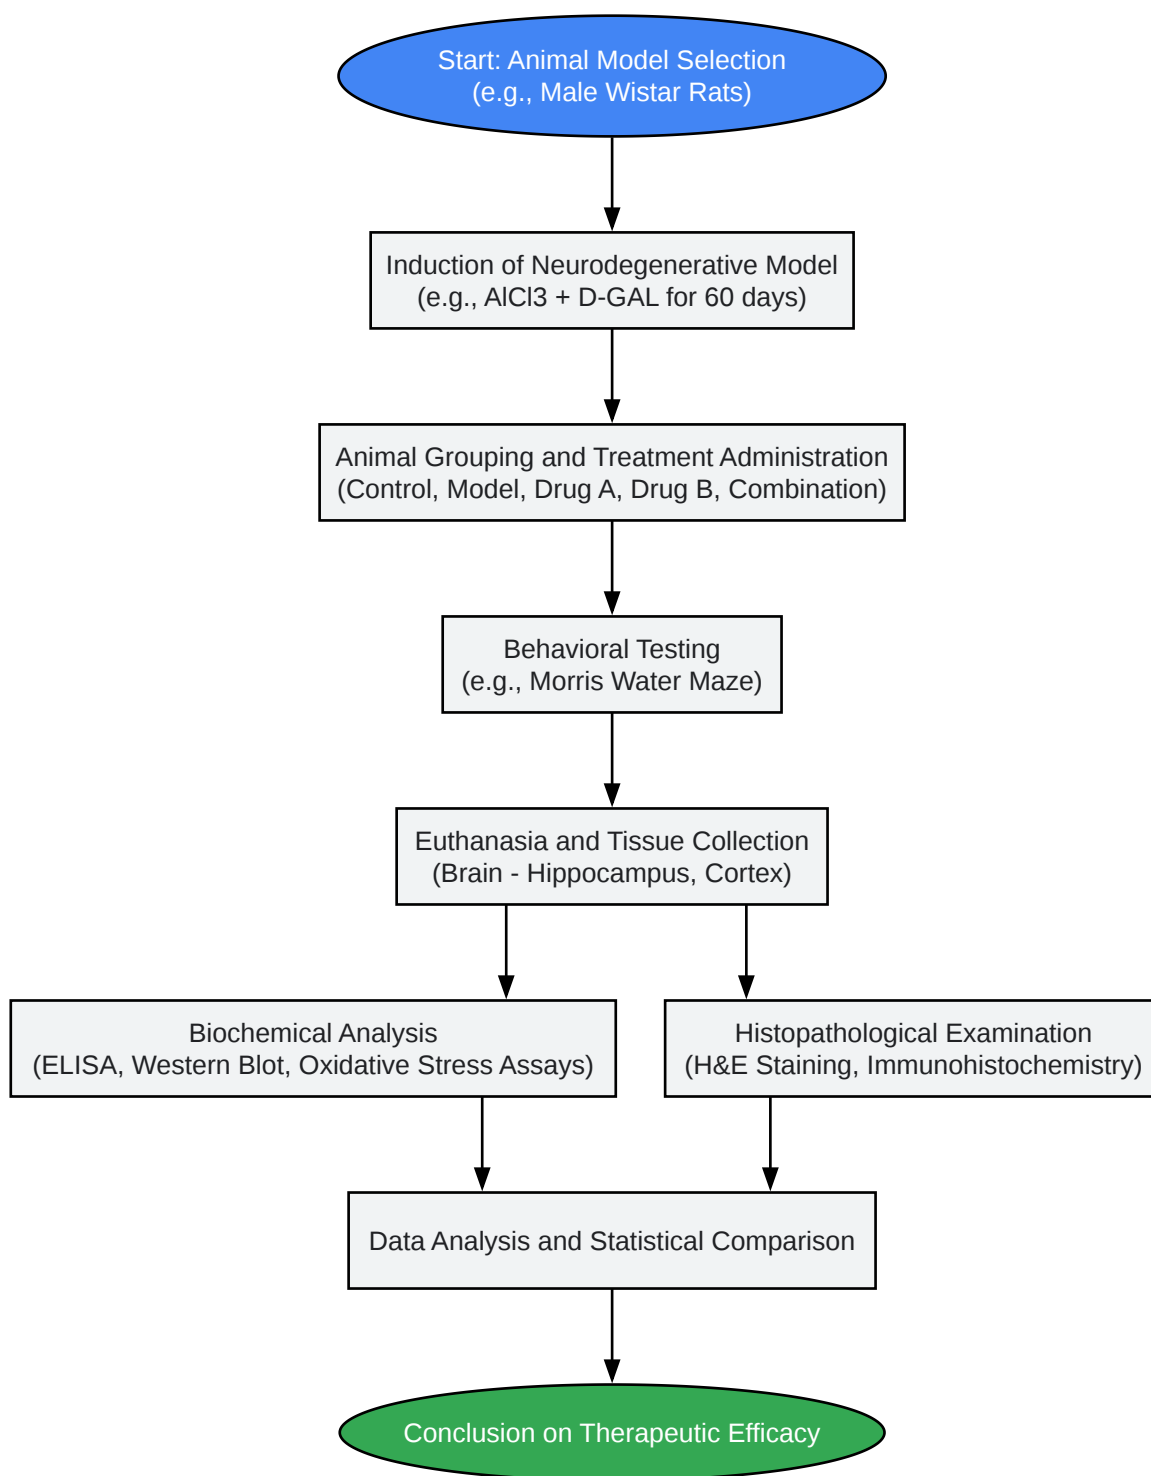 Start: Animal Model Selection
(e.g., Male Wistar Rats)
Induction of Neurodegenerative Model
(e.g., AlCl3 + D-GAL for 60 days)
Animal Grouping and Treatment Administration
(Control, Model, Drug A, Drug B, Combination)
Behavioral Testing
(e.g., Morris Water Maze)
Euthanasia and Tissue Collection
(Brain - Hippocampus, Cortex)
Biochemical Analysis
(ELISA, Western Blot, Oxidative Stress Assays)
Histopathological Examination
(H&E Staining, Immunohistochemistry)
Data Analysis and Statistical Comparison
Conclusion on Therapeutic Efficacy